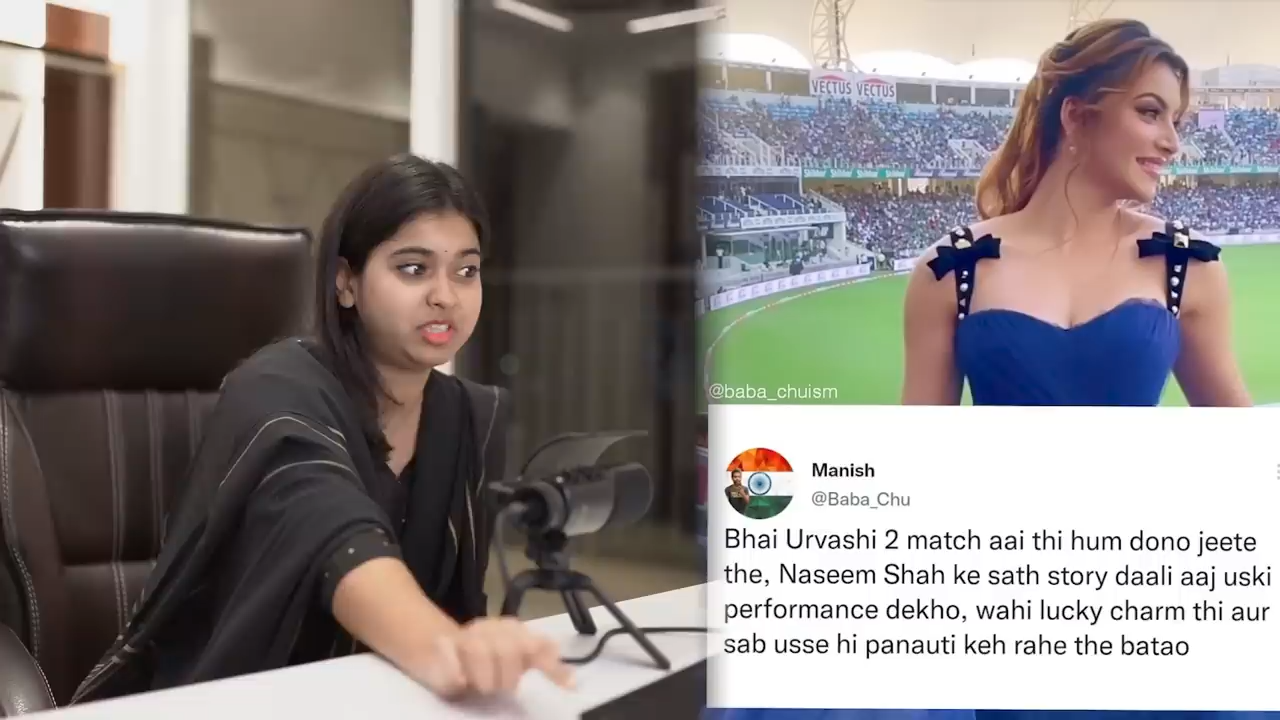 VECTUS VECTUS
@baba_chuism
Manish
@Baba_Chu
Bhai Urvashi 2 match aai thi hum dono jeete
the, Naseem Shah ke sath story daali aaj uski
performance dekho, wahi lucky charm thi aur
sab usse hi panauti keh rahe the batao